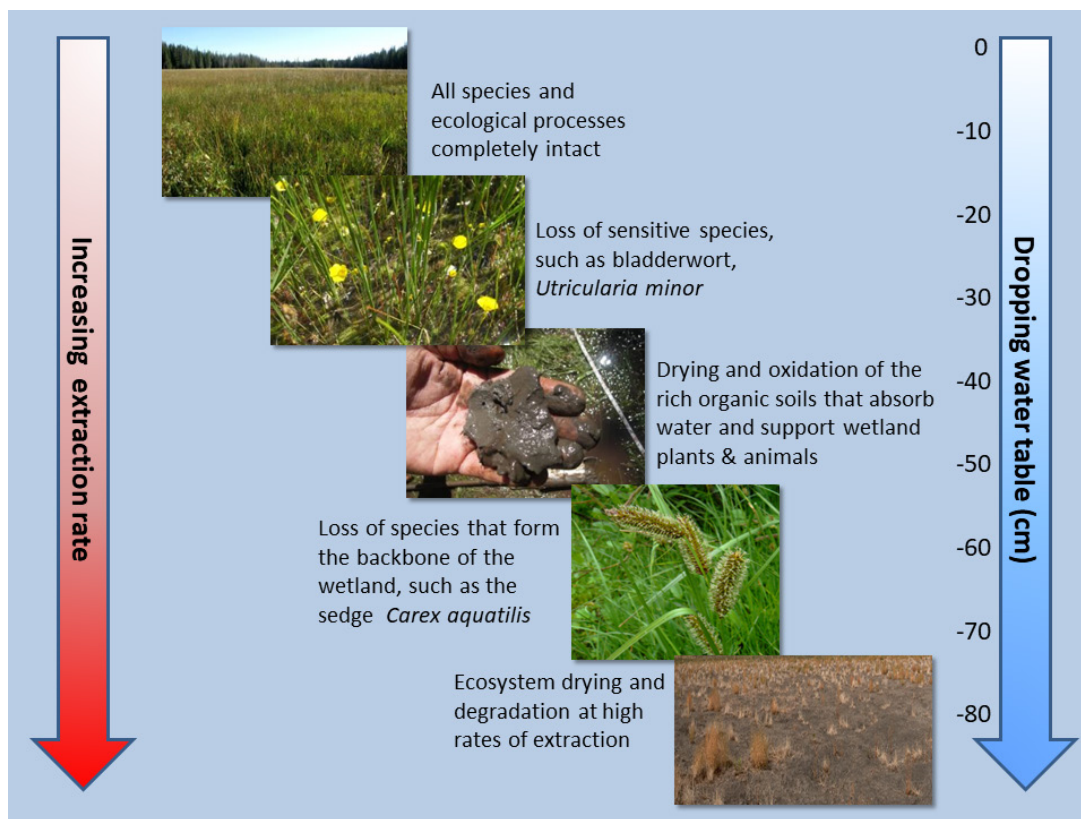 Increasing extraction rate
All species and
ecological processes
completely intact
Loss of sensitive species,
such as bladderwort,
Utricularia minor
Drying and oxidation of the
rich organic soils that absorb
water and support wetland
plants & animals
Loss of species that form
the backbone of the
wetland, such as the
sedge Carex aquatilis
Ecosystem drying and
degradation at high
rates of extraction
0
-10
-20
-30
-40
-50
-60
-70
-80
Dropping water table (cm)